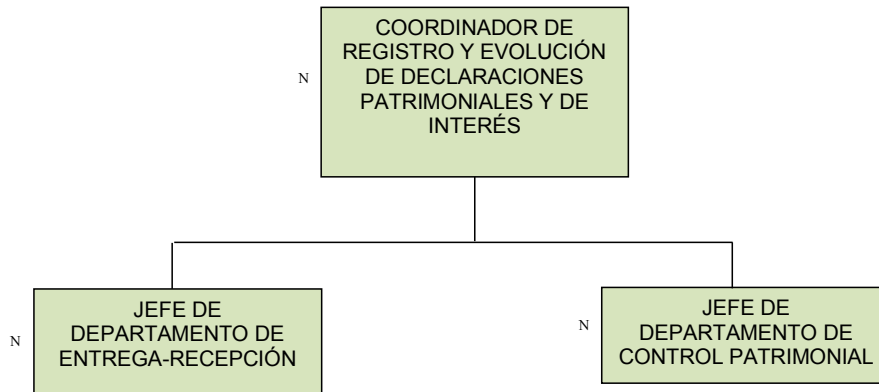 COORDINADOR DE
REGISTRO Y EVOLUCIÓN
DE DECLARACIONES
PATRIMONIALES Y DE
INTERÉS
N
JEFE DE
DEPARTAMENTO DE
ENTREGA-RECEPCIÓN
N
JEFE DE
DEPARTAMENTO DE
CONTROL PATRIMONIAL
N